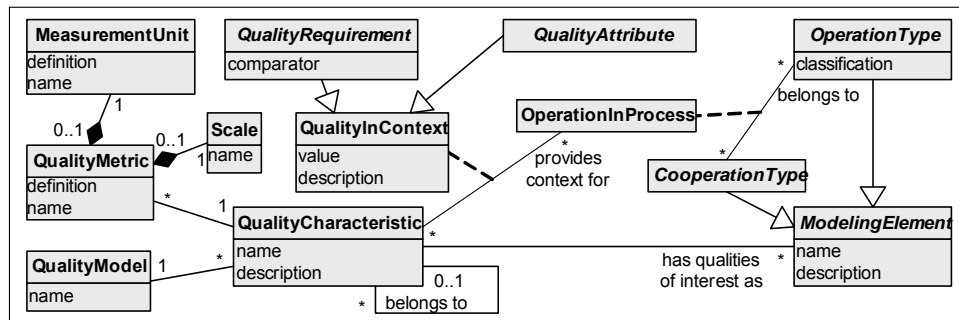 MeasurementUnit
definition
name
1
0..1
QualityMetric
definition
name
0..1
1
Scale
name
*
1
QualityRequirement
comparator
QualityAttribute
QualityInContext
value
description
OperationInProcess
*
provides
context for
OperationType
classification
*
belongs to
*
CooperationType
ModelingElement
name
description
QualityCharacteristic
name
description
*
*
has qualities
of interest as
*
QualityModel
name
1
*
0..1
*
belongs to